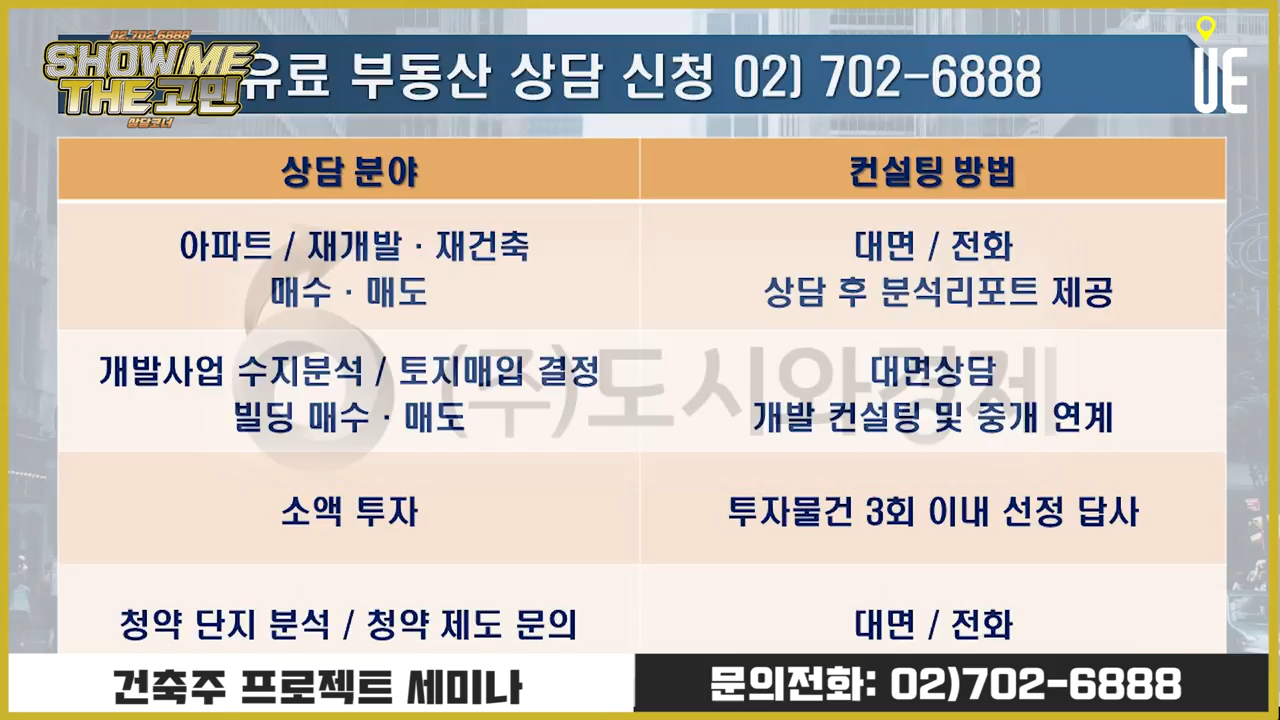 02.702.6888
SHOW ME
THE 고민
상담코너
유료 부동산 상담 신청 02) 702-6888
UE
상담 분야
컨설팅 방법
아파트 / 재개발 · 재건축
매수 · 매도
대면 / 전화
상담 후 분석리포트 제공
개발사업 수지분석 / 토지매입 결정
빌딩 매수 · 매도
대면상담
개발 컨설팅 및 중개 연계
(주)도시와경제
소액 투자
투자물건 3회 이내 선정 답사
청약 단지 분석 / 청약 제도 문의
대면 / 전화
건축주 프로젝트 세미나
문의전화: 02)702-6888